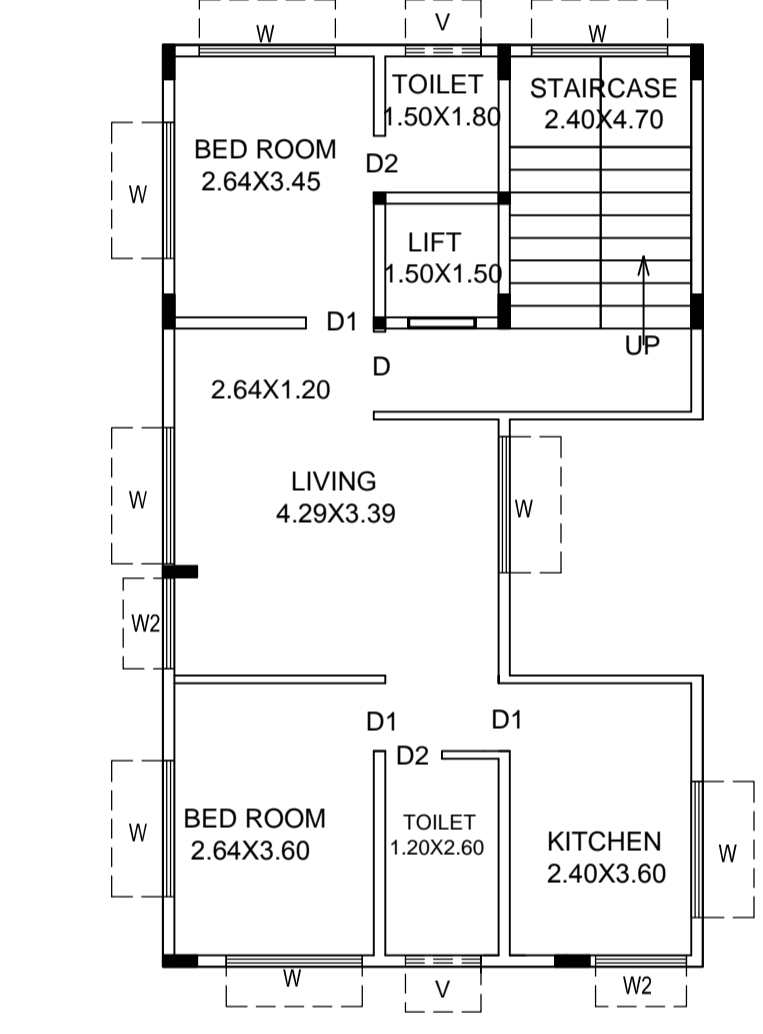 W
V
W
TOILET
1.50X1.80
STAIRCASE
2.40X4.70
BED ROOM
2.64X3.45
D2
W
LIFT
1.50X1.50
D1
UP
D
2.64X1.20
LIVING
4.29X3.39
W
W
W2
D1
D1
D2
BED ROOM
2.64X3.60
W
TOILET
1.20X2.60
KITCHEN
2.40X3.60
W
W
V
W2